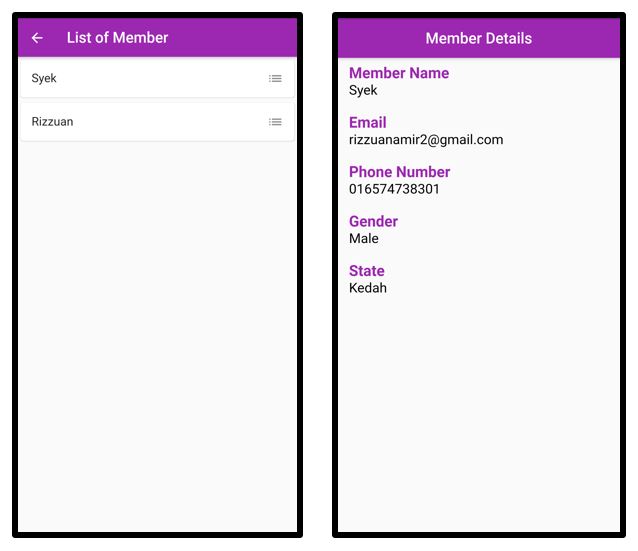 List of Member
Syek
Rizzuan
Member Details
Member Name
Syek
Email
rizzuanamir2@gmail.com
Phone Number
016574738301
Gender
Male
State
Kedah